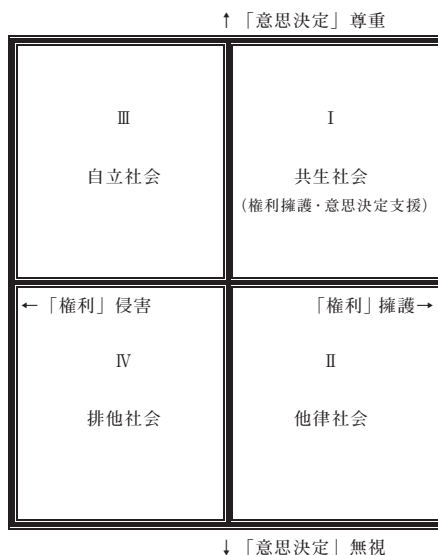 ↑「意思決定」尊重
Ⅲ
Ⅰ
自立社会
共生社会
（権利擁護・意思決定支援）
←「権利」侵害
「権利」擁護→
Ⅳ
Ⅱ
排他社会
他律社会
↓「意思決定」無視